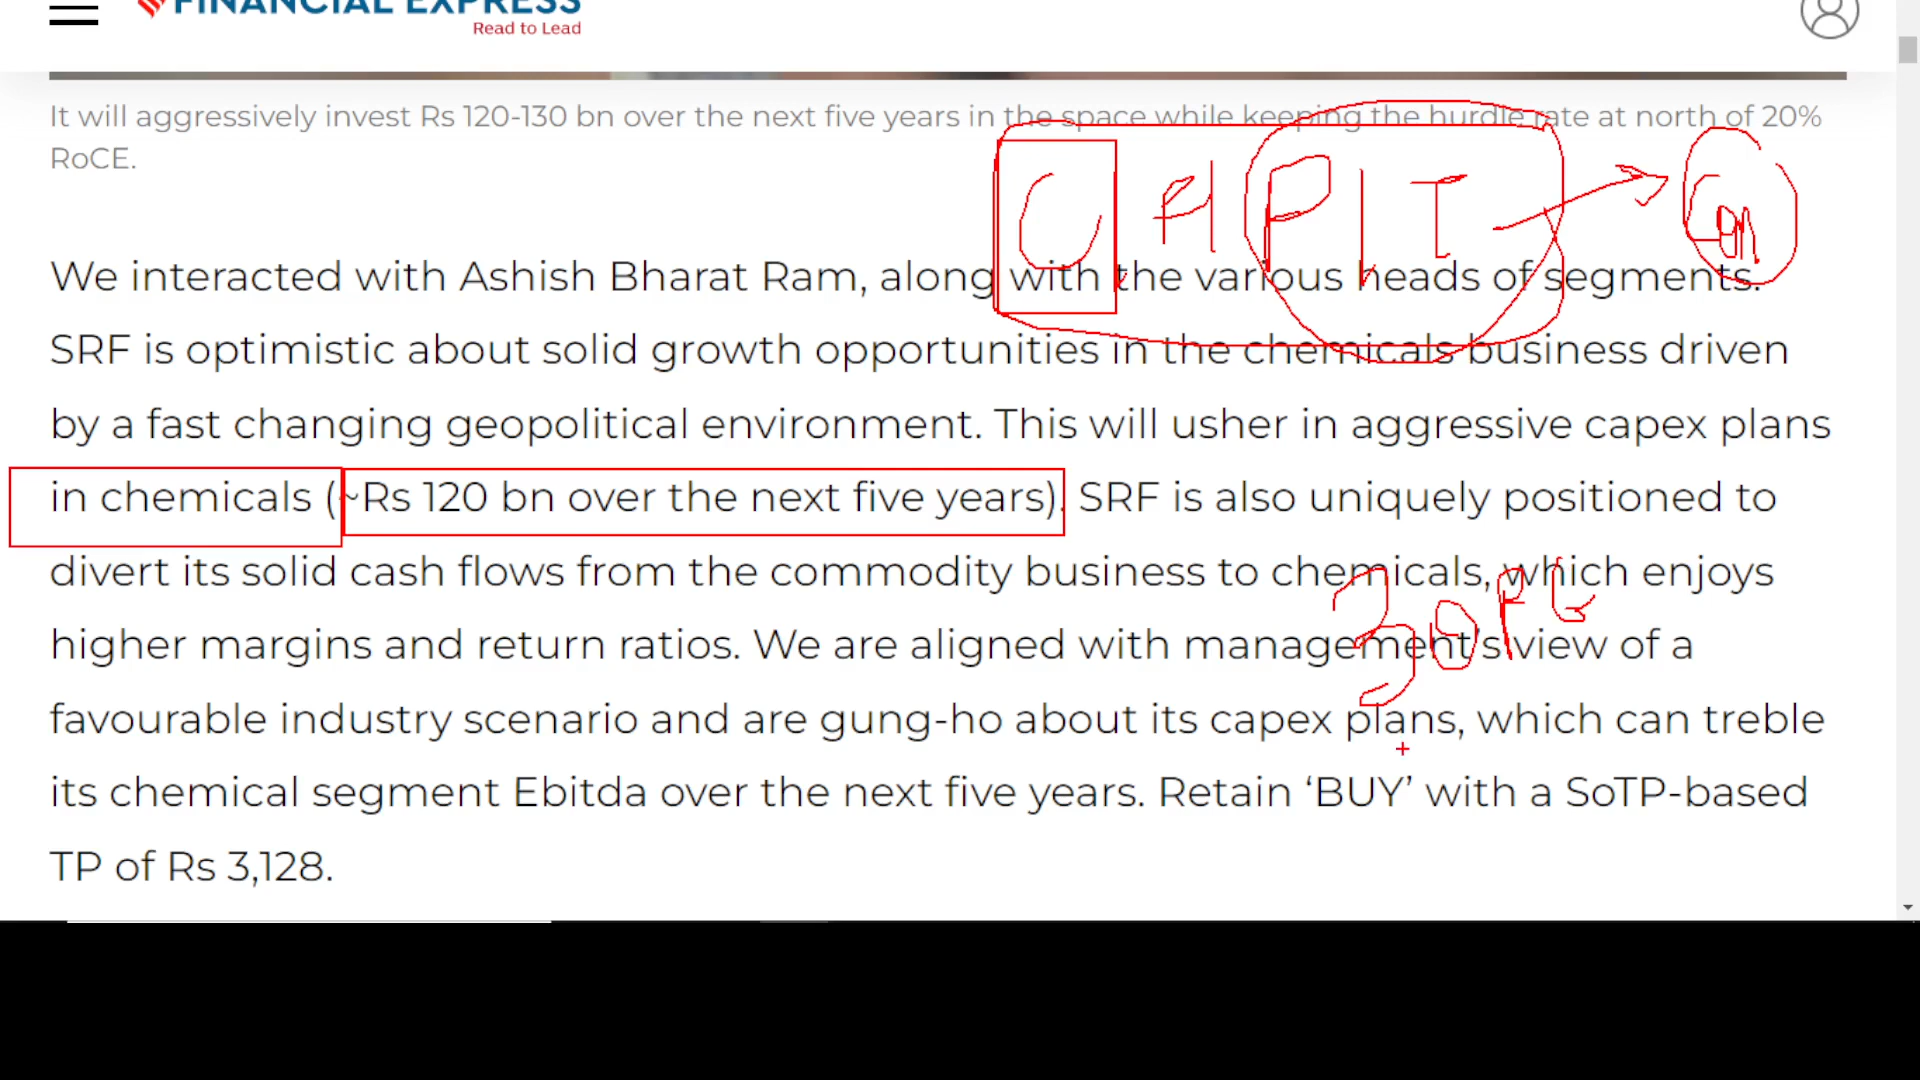 FINANCIAL EXPRESS
Read to Lead
It will aggressively invest Rs 120-130 bn over the next five years in the space while keeping the hurdle rate at north of 20%
RoCE.
We interacted with Ashish Bharat Ram, along with the various heads of segments.
SRF is optimistic about solid growth opportunities in the chemicals business driven
by a fast changing geopolitical environment. This will usher in aggressive capex plans
in chemicals (~Rs 120 bn over the next five years). SRF is also uniquely positioned to
divert its solid cash flows from the commodity business to chemicals, which enjoys
higher margins and return ratios. We are aligned with management's view of a
favourable industry scenario and are gung-ho about its capex plans, which can treble
its chemical segment Ebitda over the next five years. Retain ‘BUY’ with a SoTP-based
TP of Rs 3,128.